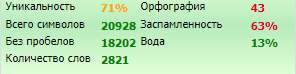 Уникальность 71% Орфография 43
Всего символов 20928 Заспамленность 63%
Без пробелов 18202 Вода 13%
Количество слов 2821